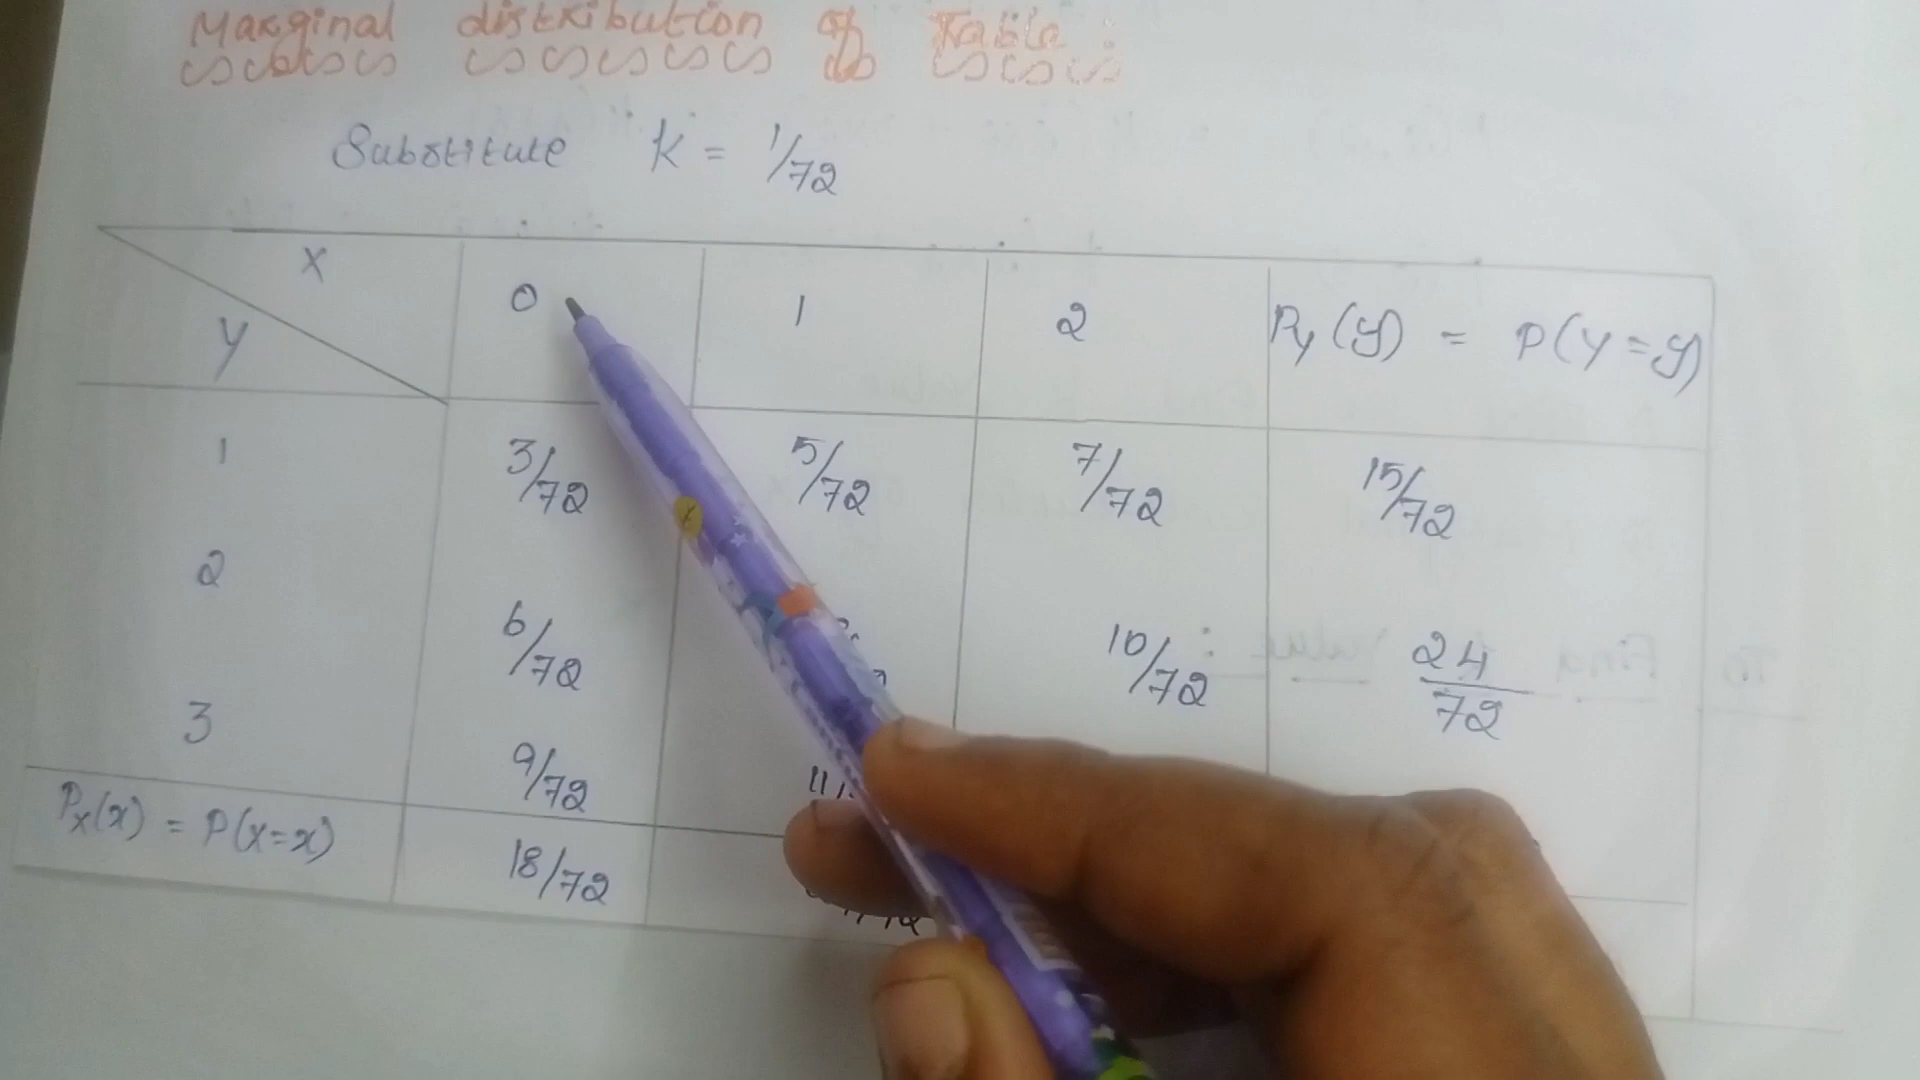 Marginal distribution of Table :
Substitute K = 1/72
X
Y
0 1 2 Py(y) = P(Y=y)
1 3/72 5/72 7/72 15/72
2 6/72 10/72 24/72
3 9/72 11/
Px(x) = P(X=x) 18/72